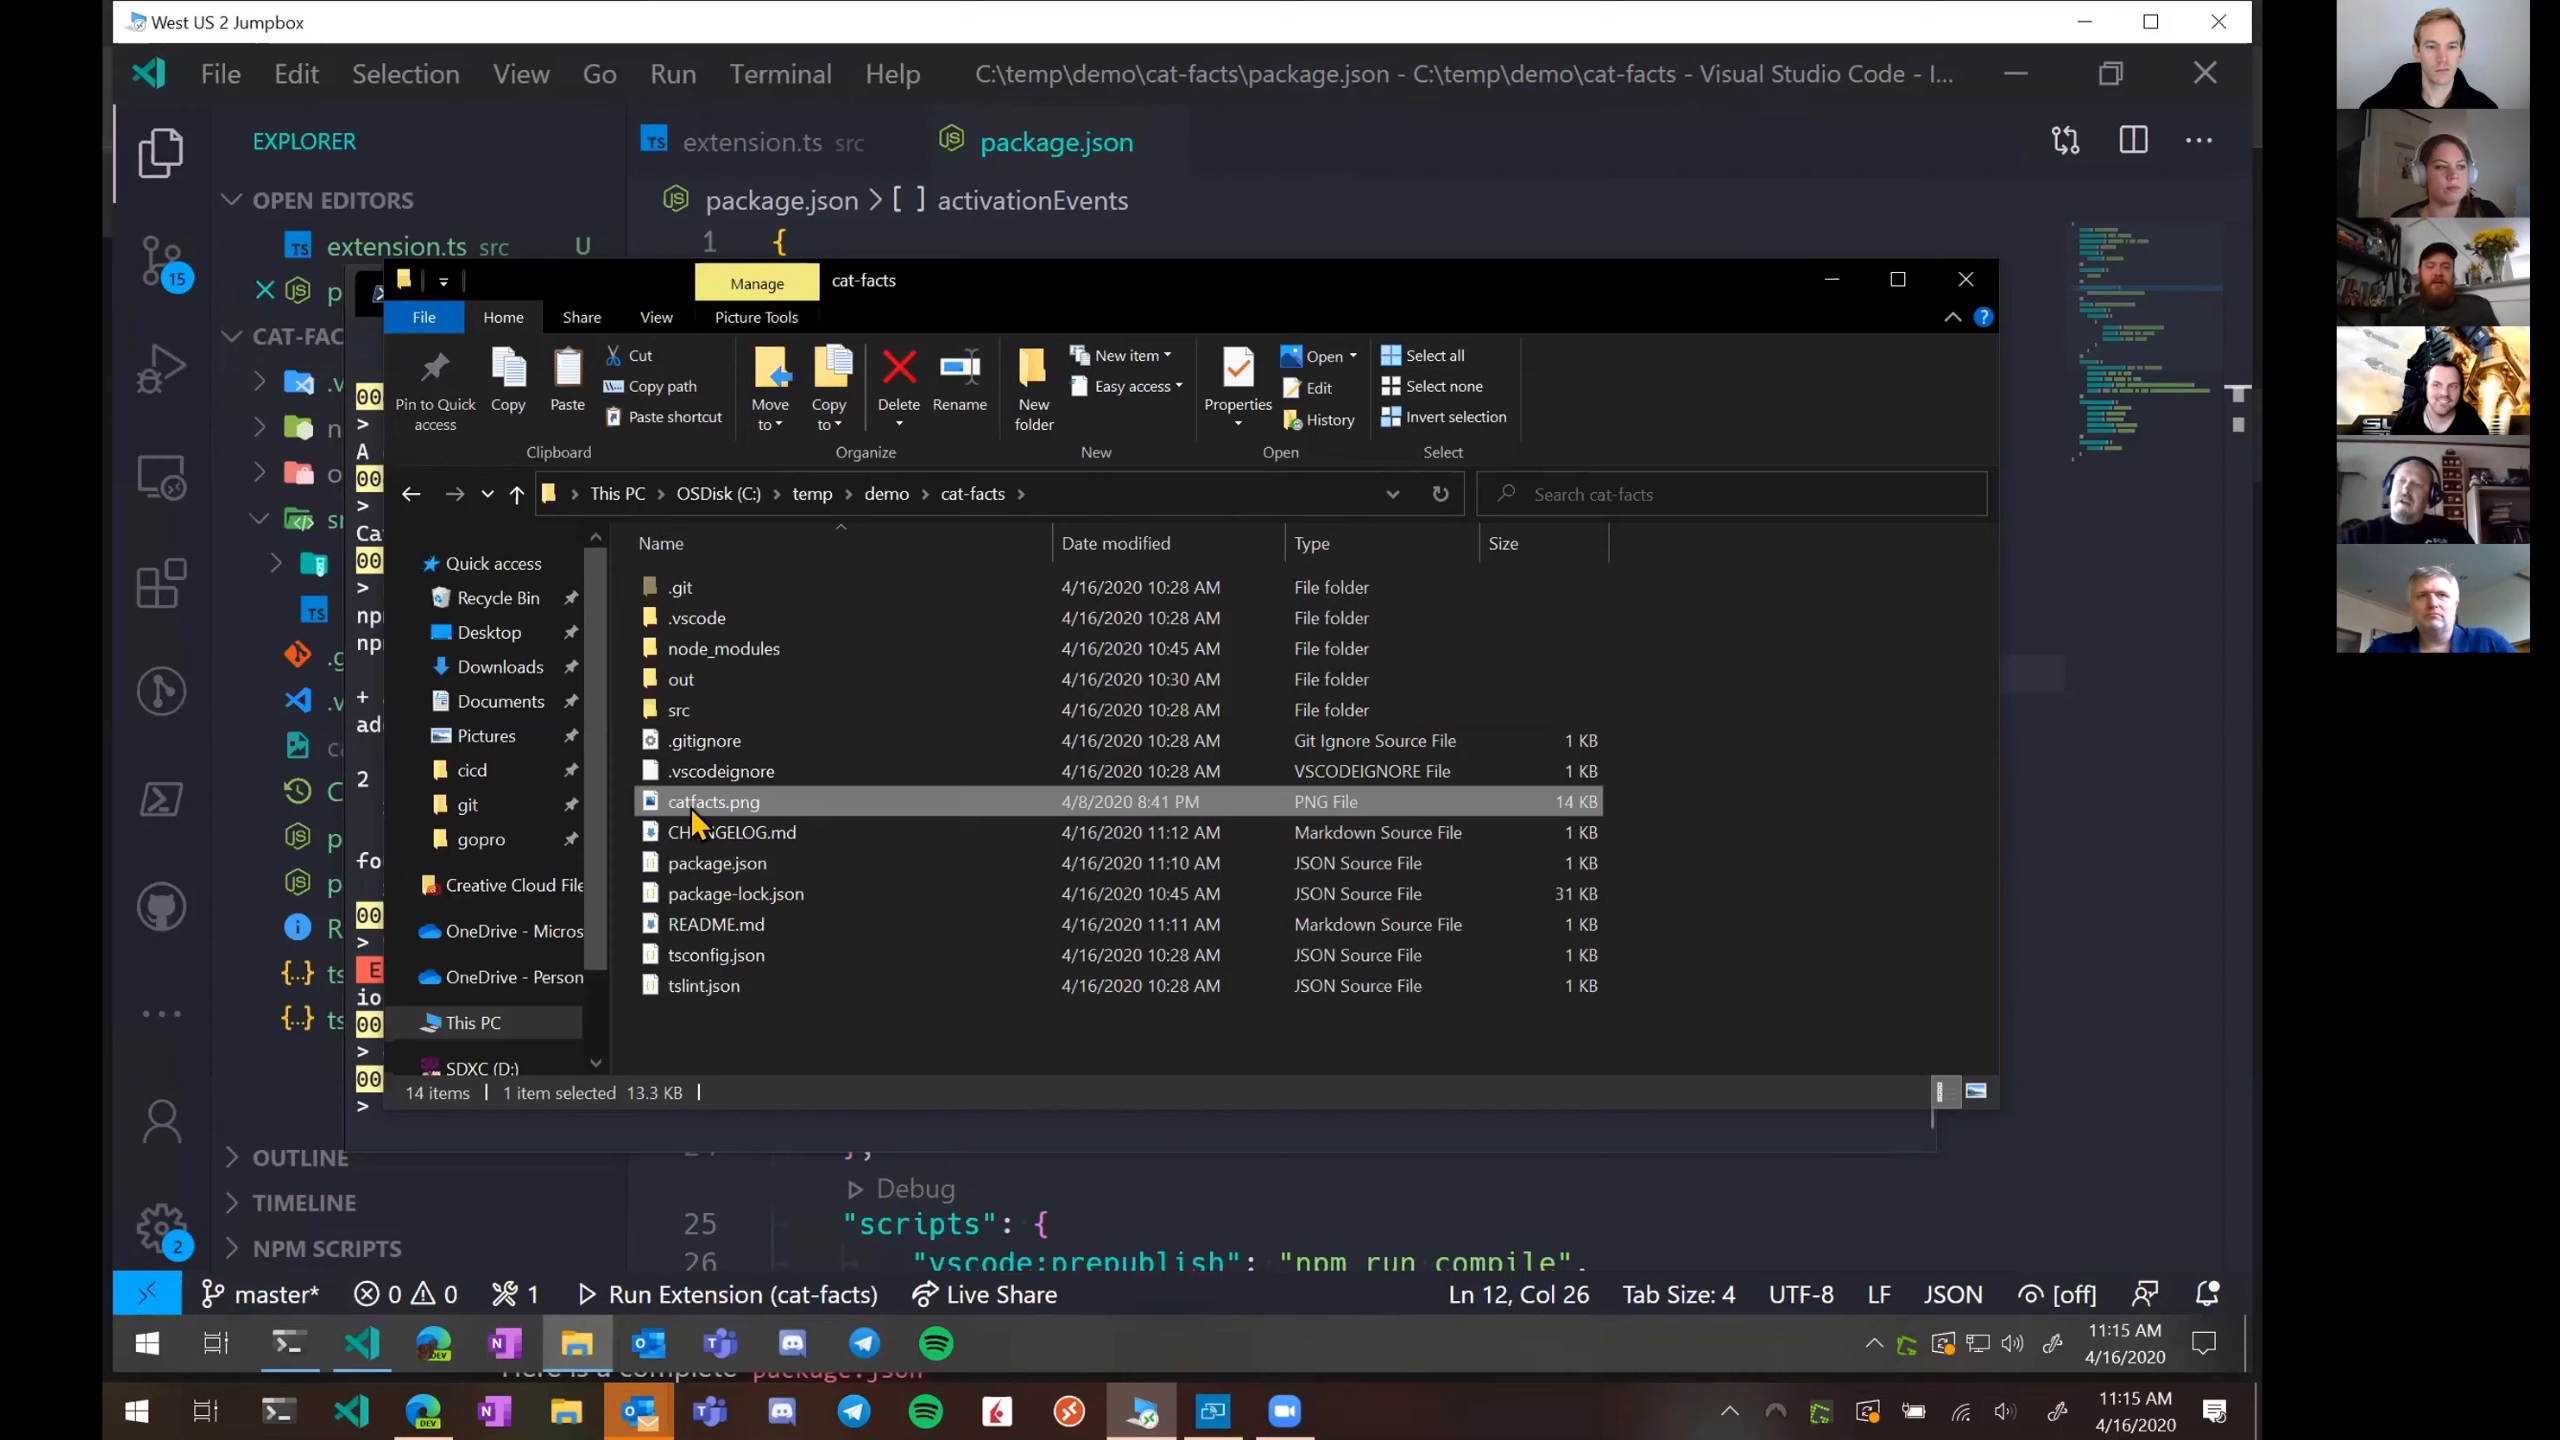 West US 2 Jumpbox
File Edit Selection View Go Run Terminal Help C:\temp\demo\cat-facts\package.json - C:\temp\demo\cat-facts - Visual Studio Code - I...
EXPLORER
TS extension.ts src
package.json
OPEN EDITORS
package.json > [ ] activationEvents
TS extension.ts src U
1 {
15
Manage cat-facts
CAT-FAC
File Home Share View Picture Tools
Pin to Quick access
Copy
Paste
Cut
Copy path
Paste shortcut
Move to
Copy to
Delete
Rename
New folder
New item
Easy access
Properties
Open
Edit
History
Select all
Select none
Invert selection
Clipboard Organize New Open Select
This PC > OSDisk (C:) > temp > demo > cat-facts >
Search cat-facts
Name Date modified Type Size
Quick access
Recycle Bin
Desktop
Downloads
Documents
Pictures
cicd
git
gopro
Creative Cloud File
OneDrive - Micros
OneDrive - Person
This PC
SDXC (D:)
.git 4/16/2020 10:28 AM File folder
.vscode 4/16/2020 10:28 AM File folder
node_modules 4/16/2020 10:45 AM File folder
out 4/16/2020 10:30 AM File folder
src 4/16/2020 10:28 AM File folder
.gitignore 4/16/2020 10:28 AM Git Ignore Source File 1 KB
.vscodeignore 4/16/2020 10:28 AM VSCODEIGNORE File 1 KB
catfacts.png 4/8/2020 8:41 PM PNG File 14 KB
CHANGELOG.md 4/16/2020 11:12 AM Markdown Source File 1 KB
package.json 4/16/2020 11:10 AM JSON Source File 1 KB
package-lock.json 4/16/2020 10:45 AM JSON Source File 31 KB
README.md 4/16/2020 11:11 AM Markdown Source File 1 KB
tsconfig.json 4/16/2020 10:28 AM JSON Source File 1 KB
tslint.json 4/16/2020 10:28 AM JSON Source File 1 KB
14 items 1 item selected 13.3 KB
OUTLINE
TIMELINE
NPM SCRIPTS
2
Debug
25 "scripts": {
26 "vscode:prepublish": "npm run compile",
master* 0 0 1 Run Extension (cat-facts) Live Share Ln 12, Col 26 Tab Size: 4 UTF-8 LF JSON [off]
11:15 AM
4/16/2020
Here is a complete package.json
11:15 AM
4/16/2020